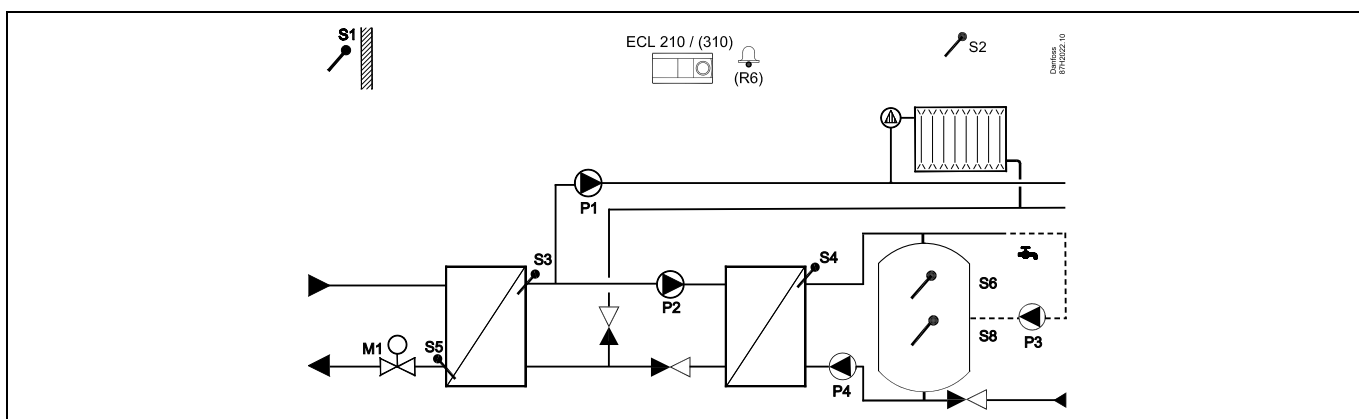 S1
ECL 210 / (310)
(R6)
S2
Danfoss
87H2022.10
P1
S3
S4
P2
S6
S8
P3
M1
S5
P4